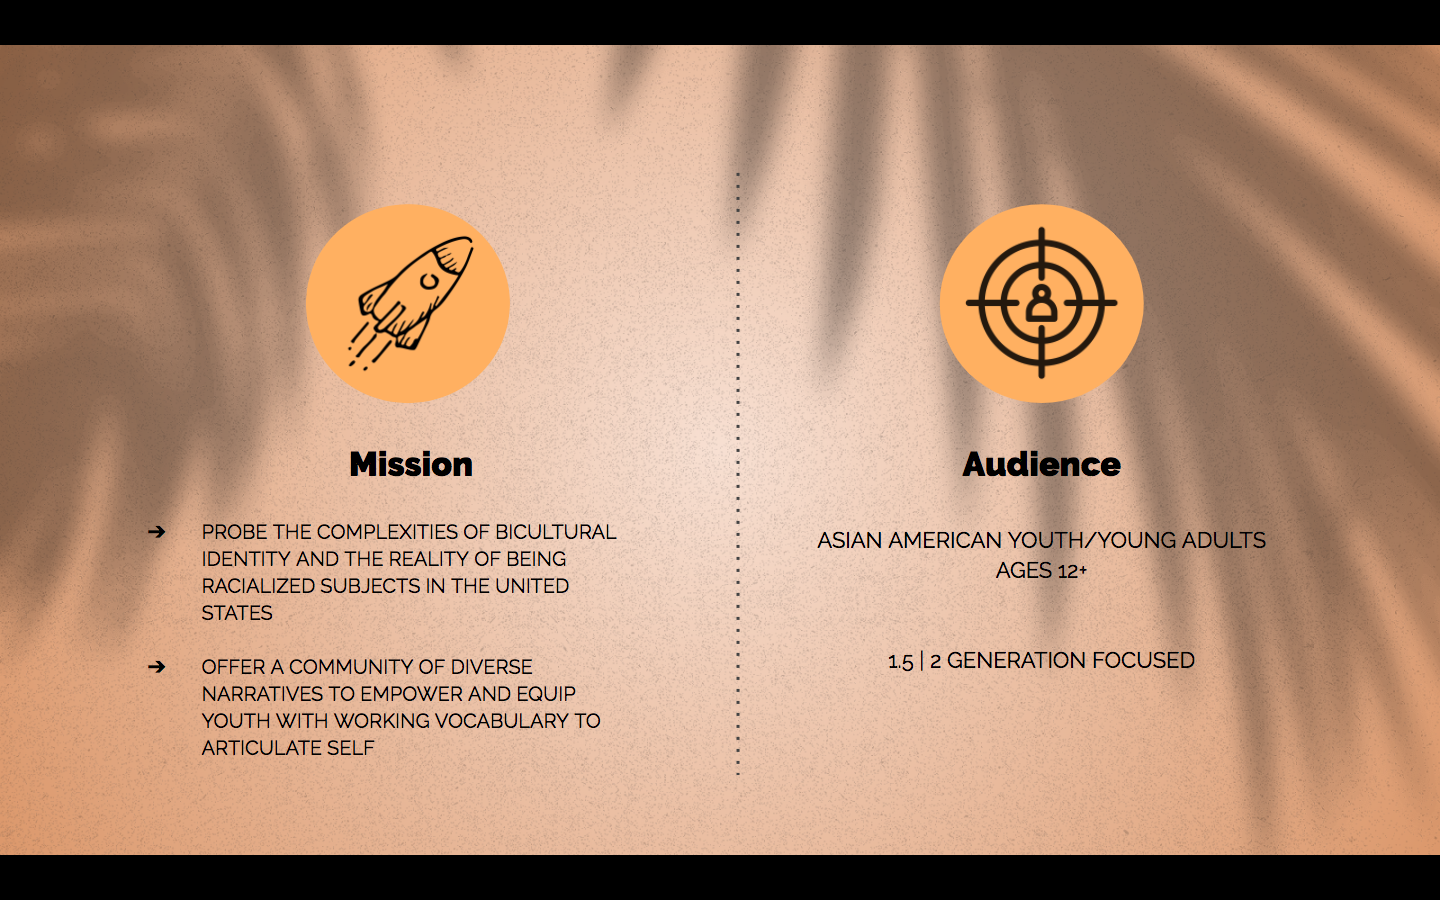 Mission
➔ PROBE THE COMPLEXITIES OF BICULTURAL
IDENTITY AND THE REALITY OF BEING
RACIALIZED SUBJECTS IN THE UNITED
STATES
➔ OFFER A COMMUNITY OF DIVERSE
NARRATIVES TO EMPOWER AND EQUIP
YOUTH WITH WORKING VOCABULARY TO
ARTICULATE SELF
Audience
ASIAN AMERICAN YOUTH/YOUNG ADULTS
AGES 12+
1.5 | 2 GENERATION FOCUSED